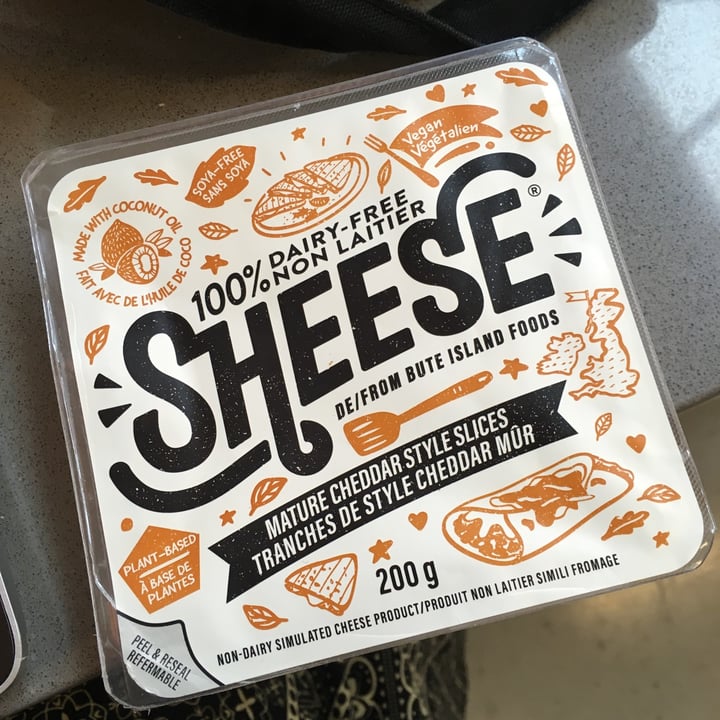 Vegan
Végétalien
SOYA-FREE
SANS SOYA
MADE WITH COCONUT OIL
FAIT AVEC DE L'HUILE DE COCO
100% DAIRY-FREE
NON LAITIER
SHEESE®
DE/FROM BUTE ISLAND FOODS
MATURE CHEDDAR STYLE SLICES
TRANCHES DE STYLE CHEDDAR MÛR
PLANT-BASED
À BASE DE
PLANTES
200 g
NON-DAIRY SIMULATED CHEESE PRODUCT/PRODUIT NON LAITIER SIMILI FROMAGE
PEEL & RESEAL
REFERMABLE